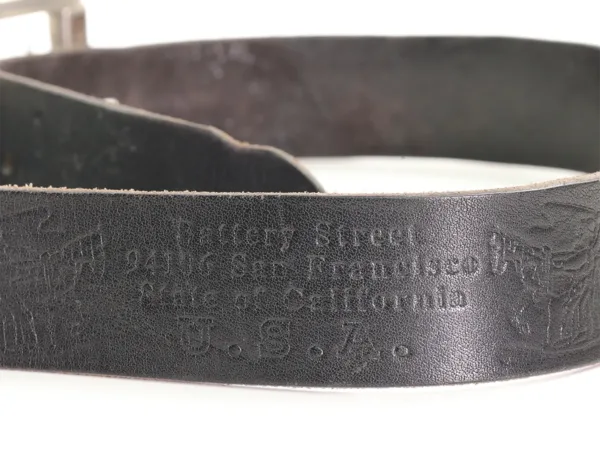 Battery Street
94106 San Francisco
State of California
U.S.A.